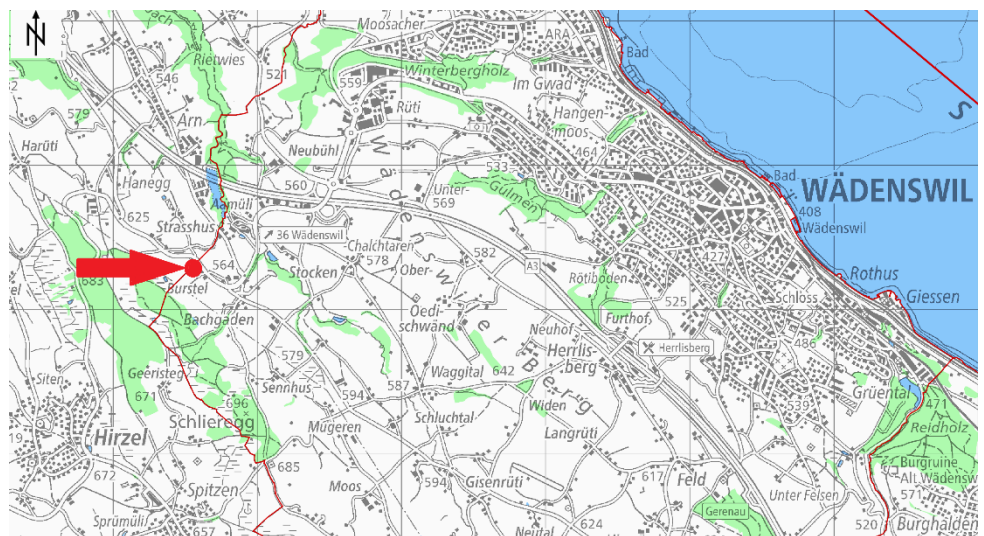 N
Moosacher
ARA
Bad
Rietwies
546
521
559
Winterbergholz
Im Gwad
579
Arn
Rüti
Hangen-
moos
464
S
Harüti
Neubühl
533
Bad
WÄDENSWIL
Hanegg
560
Unter-
569
Gulmen
408
Wädenswil
Aamüli
625
Strasshus
36 Wädenswil
Chalchtaren
578
582
427
564
Stocken
Ober-
A3
Rötiboden
Rothus
683
Burstel
Oedi-
schwänd
525
Schloss
Giessen
Bachgaden
Neuhof
Furthof
Wädenswiler Berg
Herrlisberg
486
579
Waggital
642
Herrlis-
berg
Siten
Geeristeg
Sennhus
587
Grüental
671
594
Widen
539
471
696
Schlieregg
Schluchtal
Reidholz
19
Hirzel
Mugeren
Langrüti
672
685
617
Feld
Burgruine
Alt Wädensw
Spitzen
Moos
594
Gisenrüti
Unter Felsen
571
Gerenau
Sprümüli
657
Neutal
624
520
Burghalden